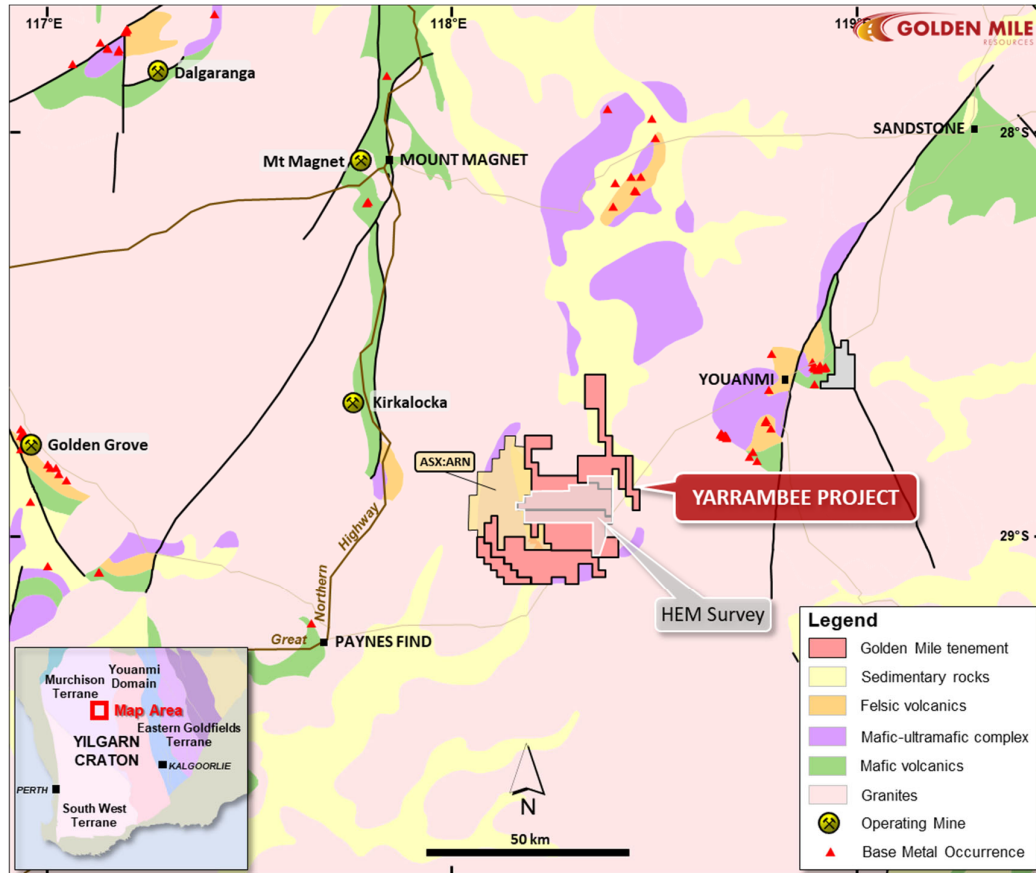 117°E
118°E
119°E
GOLDEN MILE
RESOURCES
Dalgaranga
SANDSTONE
28°S
Mt Magnet
MOUNT MAGNET
YOUANMI
Kirkalocka
Golden Grove
ASX:ARN
YARRAMBEE PROJECT
Highway
Northern
Great
29°S
HEM Survey
PAYNES FIND
Legend
Golden Mile tenement
Sedimentary rocks
Felsic volcanics
Mafic-ultramafic complex
Mafic volcanics
Granites
Operating Mine
Base Metal Occurrence
Murchison
Terrane
Youanmi
Domain
Map Area
Eastern Goldfields
Terrane
YILGARN
CRATON
KALGOORLIE
PERTH
South West
Terrane
N
50 km